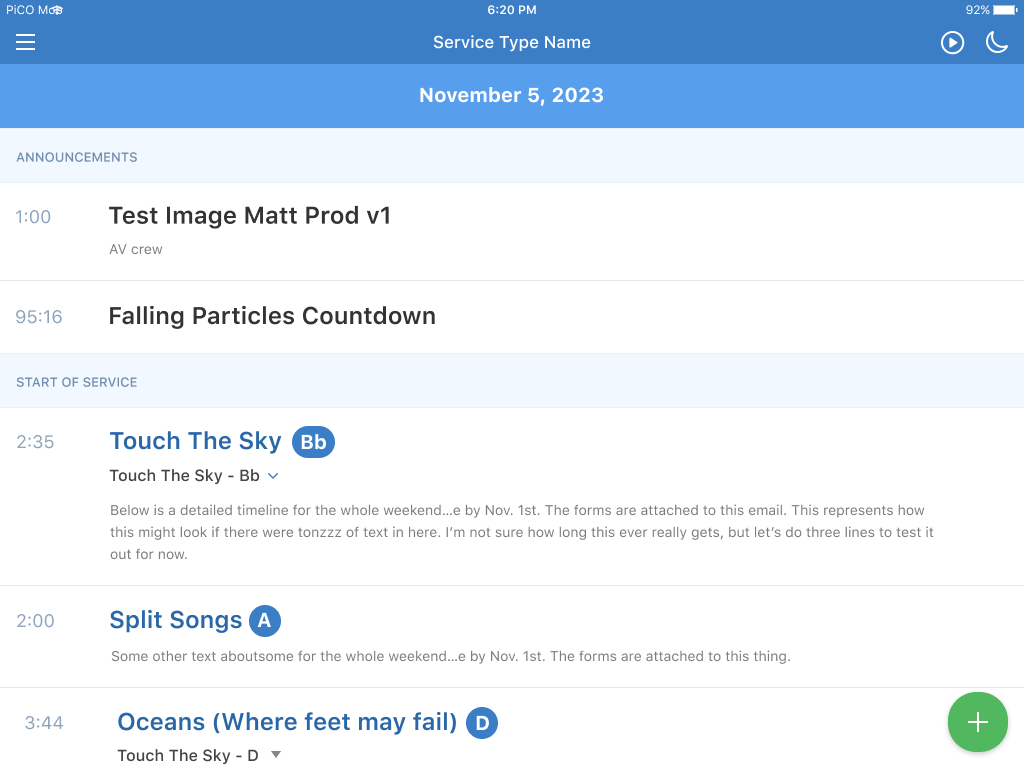 PiCO Mob 6:20 PM 92%
Service Type Name
November 5, 2023
ANNOUNCEMENTS
1:00 Test Image Matt Prod v1
AV crew
95:16 Falling Particles Countdown
START OF SERVICE
2:35 Touch The Sky Bb
Touch The Sky - Bb
Below is a detailed timeline for the whole weekend...e by Nov. 1st. The forms are attached to this email. This represents how
this might look if there were tonzzz of text in here. I’m not sure how long this ever really gets, but let’s do three lines to test it
out for now.
2:00 Split Songs A
Some other text aboutsome for the whole weekend...e by Nov. 1st. The forms are attached to this thing.
3:44 Oceans (Where feet may fail) D
Touch The Sky - D